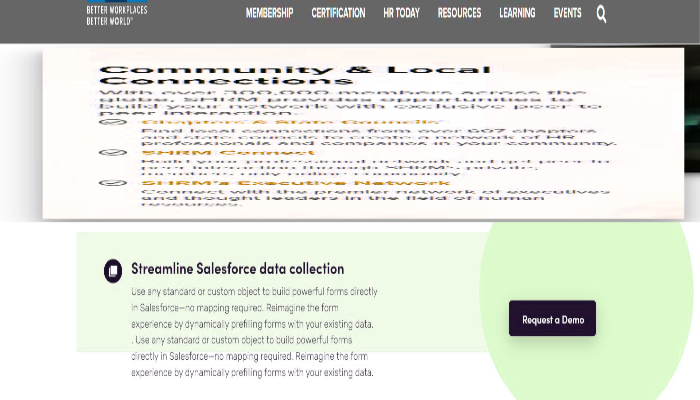 BETTER WORKPLACES
BETTER WORLD™
MEMBERSHIP CERTIFICATION HR TODAY RESOURCES LEARNING EVENTS
Community & Local
Connections
With over 300,000 members across the
globe, SHRM provides opportunities to
build your network with exclusive peer to
peer interaction.
Chapters & State Councils
Find local connections from over 607 chapters
and state councils to create a network of HR
professionals and companies in your community.
SHRM Connect
Build your professional network and get peer to
peer interaction through SHRM's private,
members only online community.
SHRM's Executive Network
Connect with the premier network of executives
and thought leaders in the field of human
resources.
Streamline Salesforce data collection
Use any standard or custom object to build powerful forms directly
in Salesforce—no mapping required. Reimagine the form
experience by dynamically prefilling forms with your existing data.
. Use any standard or custom object to build powerful forms
directly in Salesforce—no mapping required. Reimagine the form
experience by dynamically prefilling forms with your existing data.
Request a Demo